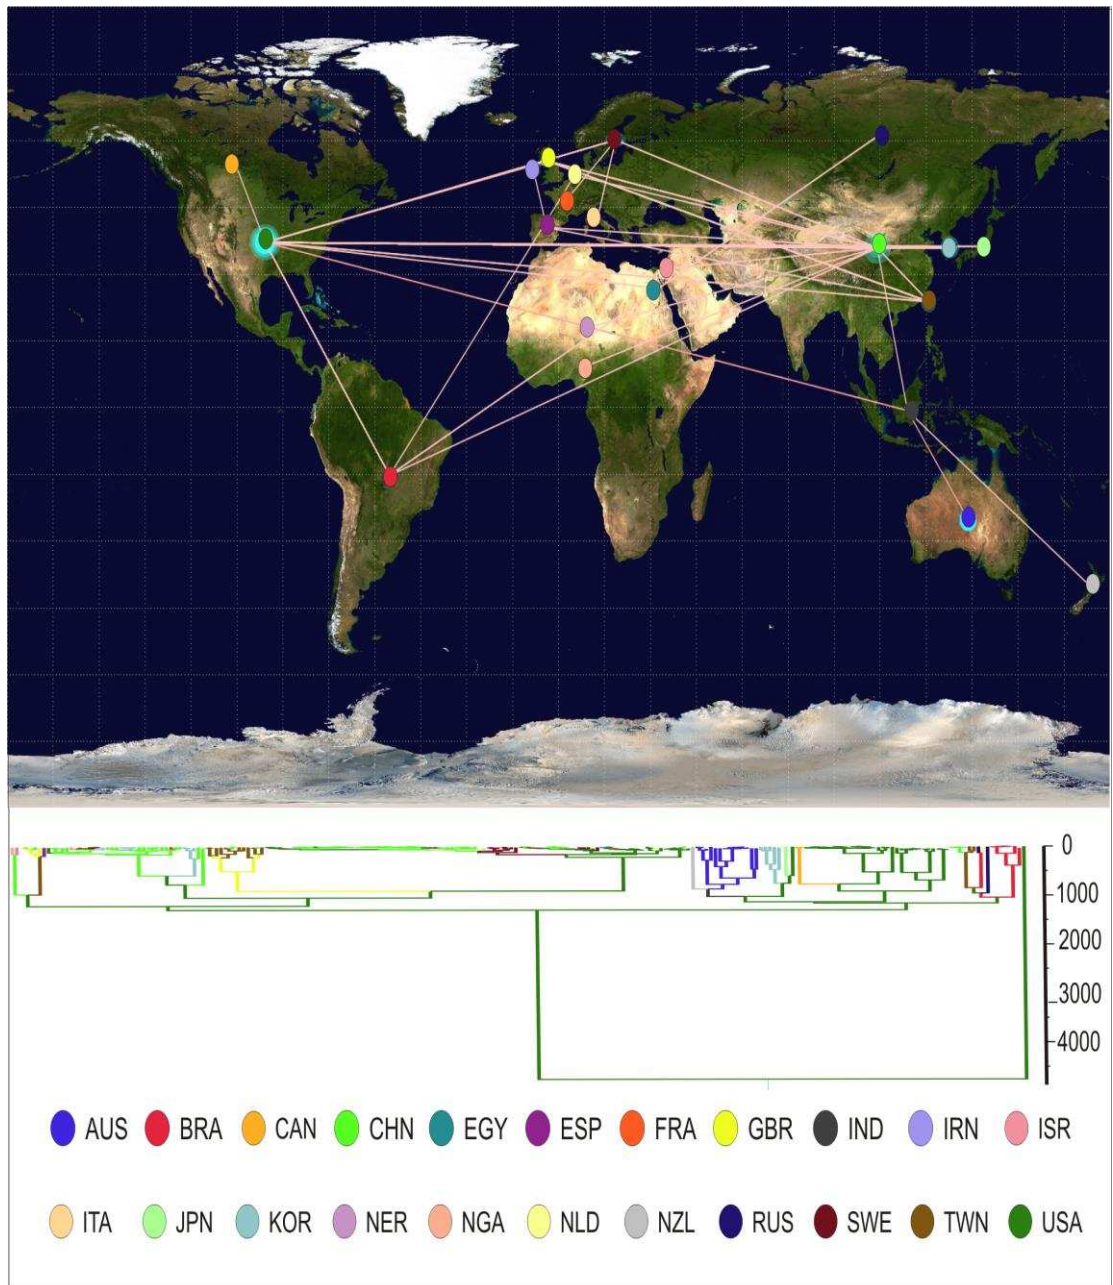 0
1000
2000
3000
4000
AUS BRA CAN CHN EGY ESP FRA GBR IND IRN ISR
ITA JPN KOR NER NGA NLD NZL RUS SWE TWN USA